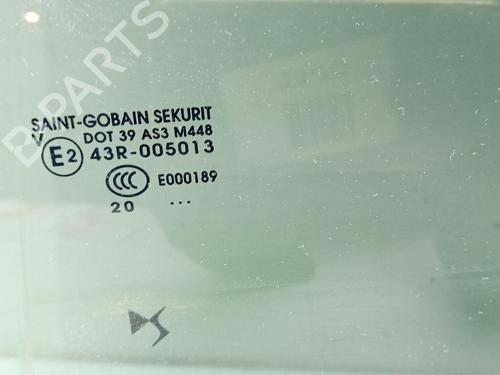 B-PARTS
SAINT-GOBAIN SEKURIT
V DOT 39 AS3 M448
E2 43R-005013
CCC E000189
20 ...